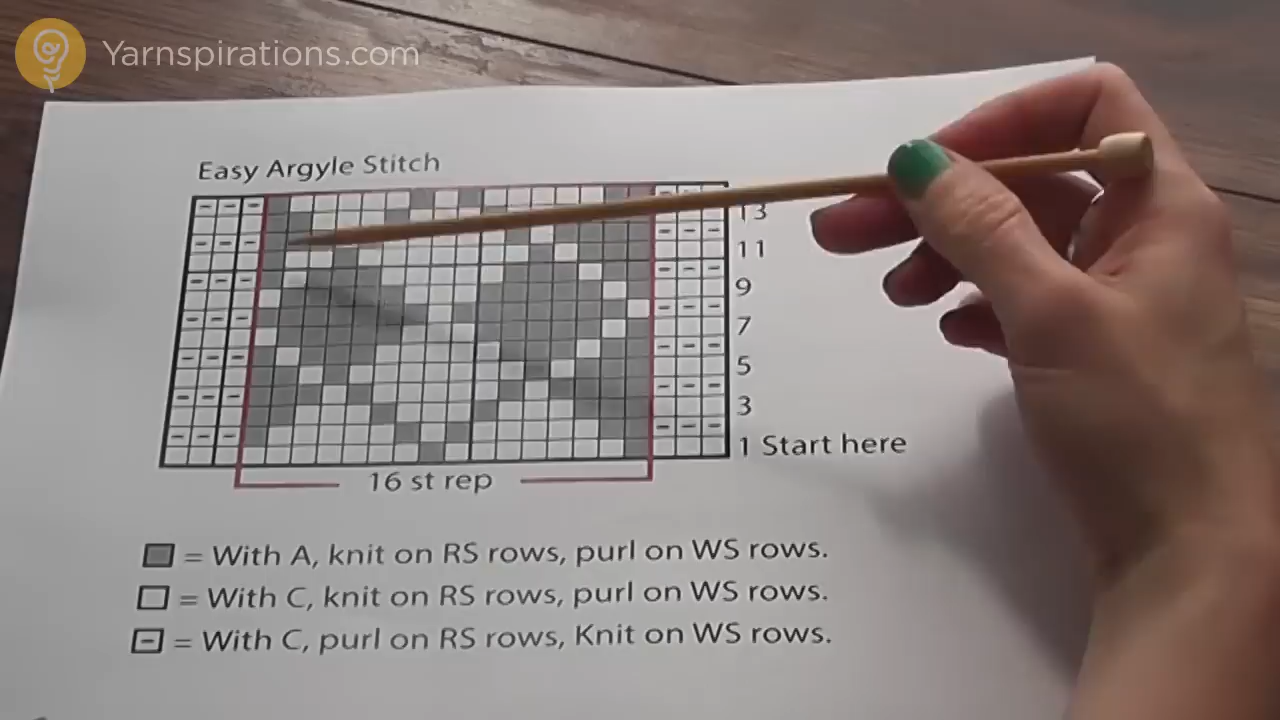 Yarnspirations.com
Easy Argyle Stitch
13
11
9
7
5
3
1 Start here
16 st rep
= With A, knit on RS rows, purl on WS rows.
= With C, knit on RS rows, purl on WS rows.
- = With C, purl on RS rows, Knit on WS rows.